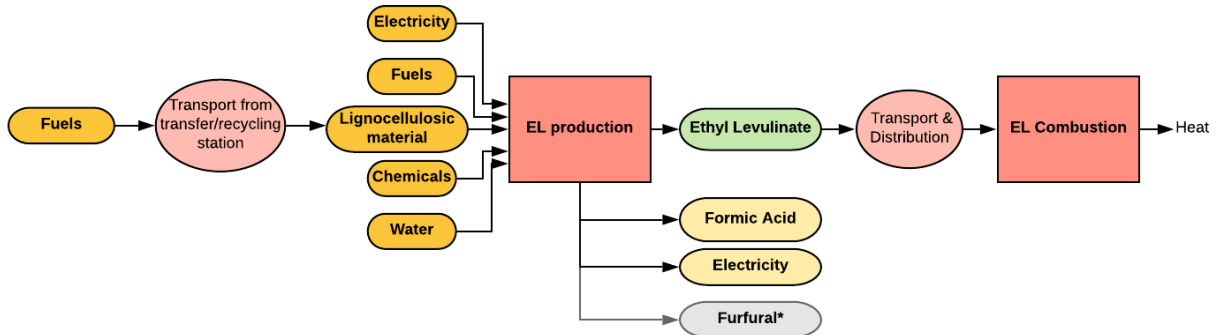 Electricity
Fuels
Fuels
Transport from
transfer/recycling
station
Lignocellulosic
material
EL production
Ethyl Levulinate
Transport &
Distribution
EL Combustion
Heat
Chemicals
Water
Formic Acid
Electricity
Furfural*